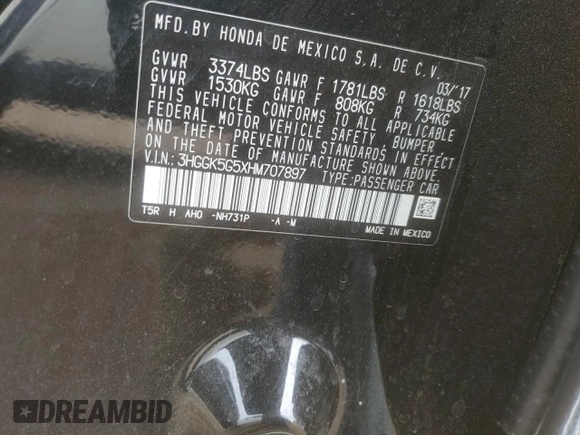 MFD. BY HONDA DE MEXICO S.A. DE C.V.
03/'17
GVWR 3374LBS GAWR F 1781LBS R 1618LBS
GVWR 1530KG GAWR F 808KG R 734KG
THIS VEHICLE CONFORMS TO ALL APPLICABLE
FEDERAL MOTOR VEHICLE SAFETY, BUMPER,
AND THEFT PREVENTION STANDARDS IN EFFECT
ON THE DATE OF MANUFACTURE SHOWN ABOVE.
V.I.N.: 3HGGK5G5XHM707897 TYPE:PASSENGER CAR
T5R H AHO -NH731P -A -M
MADE IN MEXICO
DREAMBID